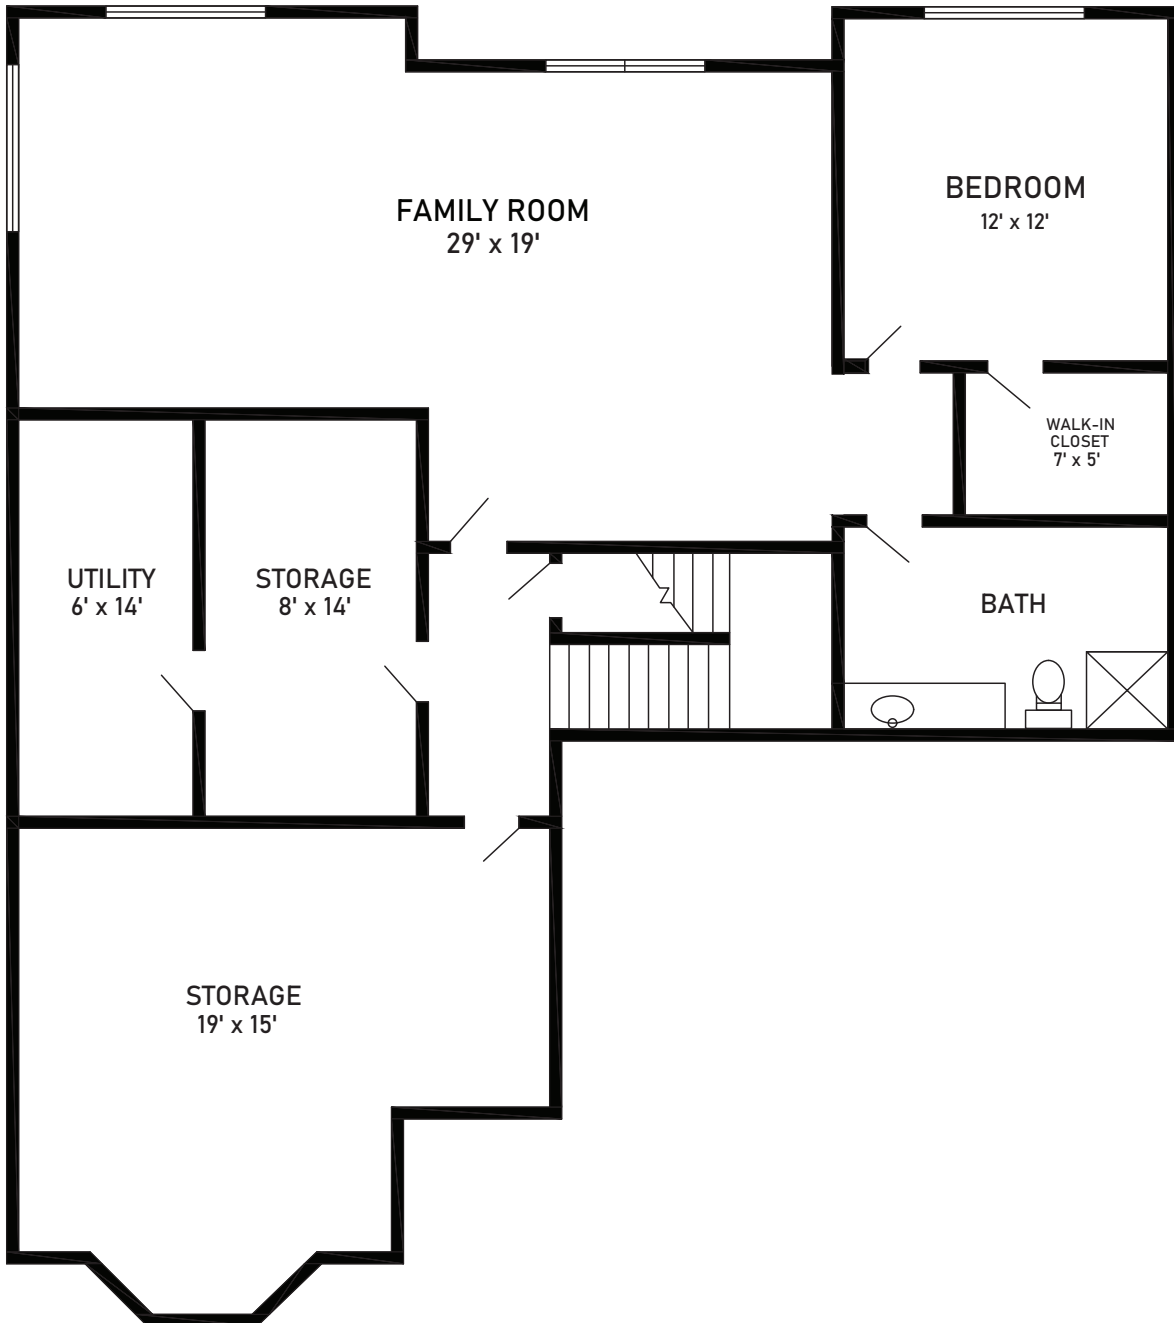 FAMILY ROOM
29' x 19'
BEDROOM
12' x 12'
WALK-IN
CLOSET
7' x 5'
UTILITY
6' x 14'
STORAGE
8' x 14'
BATH
STORAGE
19' x 15'